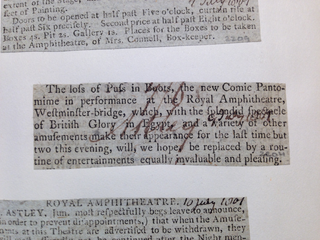 extent of the Stage, and
feet of Painting.
Doors to be opened at half past Five o'clock, curtain rise at
half past Six precisely. Second price at half past Eight o'clock.
Boxes 4s. Pit 2s. Gallery 1s. Places for the Boxes to be taken
at the Amphitheatre, of Mrs. Connell, Box-keeper.
The loſs of Puſs in Boots, the new Comic Panto-
mime in performance at the Royal Amphitheatre,
Weſtminſter-bridge, which, with the ſplendid ſpectacle
of British Glory in Egypt, and a variety of other
amuſements make their appearance for the laſt time but
two this evening, will, we hope, be replaced by a rou-
tine of entertainments equally invaluable and pleasing.
ROYAL AMPHITHEATRE. 10 July 1801
ASTLEY, Jun. most reſpectfully begs leave to announce,
(in order to prevent diſappointments,) that when the Amuſe-
ments at this Theatre are advertiſed to be withdrawn, they